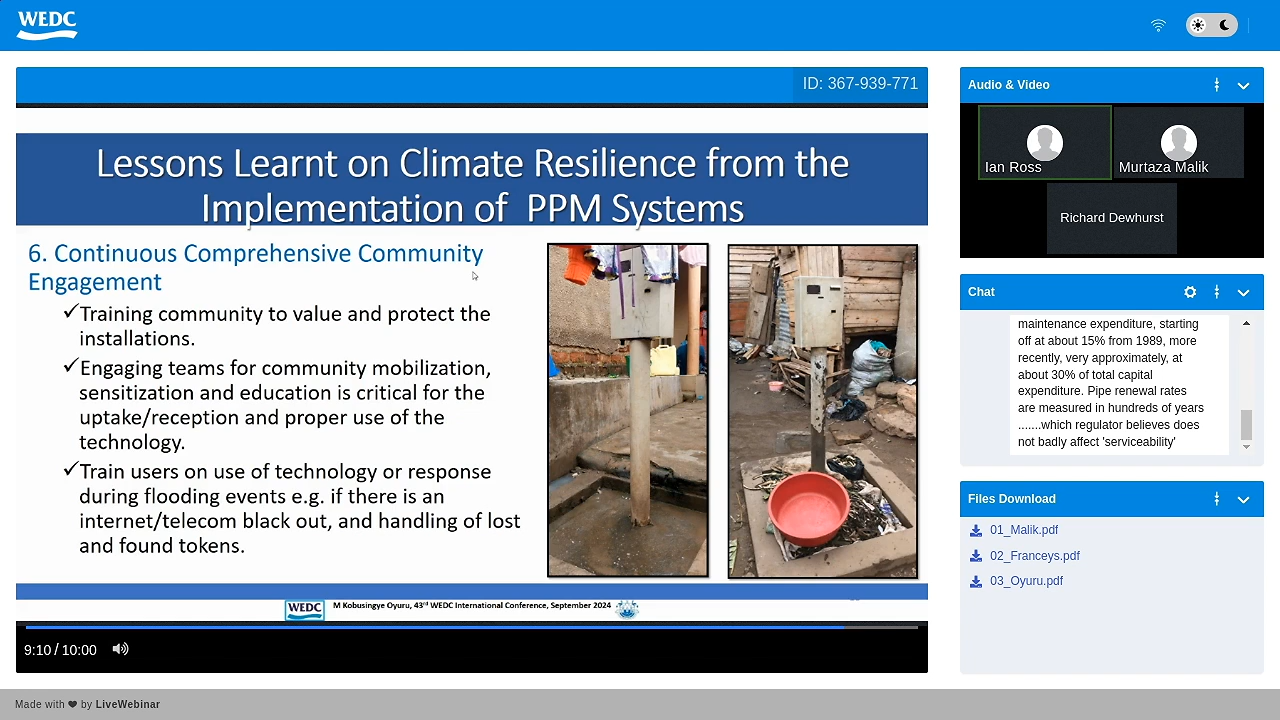 WEDC
ID: 367-939-771
Lessons Learnt on Climate Resilience from the
Implementation of PPM Systems
6. Continuous Comprehensive Community
Engagement
✓Training community to value and protect the
installations.
✓Engaging teams for community mobilization,
sensitization and education is critical for the
uptake/reception and proper use of the
technology.
✓Train users on use of technology or response
during flooding events e.g. if there is an
internet/telecom black out, and handling of lost
and found tokens.
WEDC
M Kobusingye Oyuru, 43rd WEDC International Conference, September 2024
9:10 / 10:00
Audio & Video
Ian Ross
Murtaza Malik
Richard Dewhurst
Chat
maintenance expenditure, starting
off at about 15% from 1989, more
recently, very approximately, at
about 30% of total capital
expenditure. Pipe renewal rates
are measured in hundreds of years
.......which regulator believes does
not badly affect 'serviceability'
Files Download
01_Malik.pdf
02_Franceys.pdf
03_Oyuru.pdf
Made with ❤ by LiveWebinar